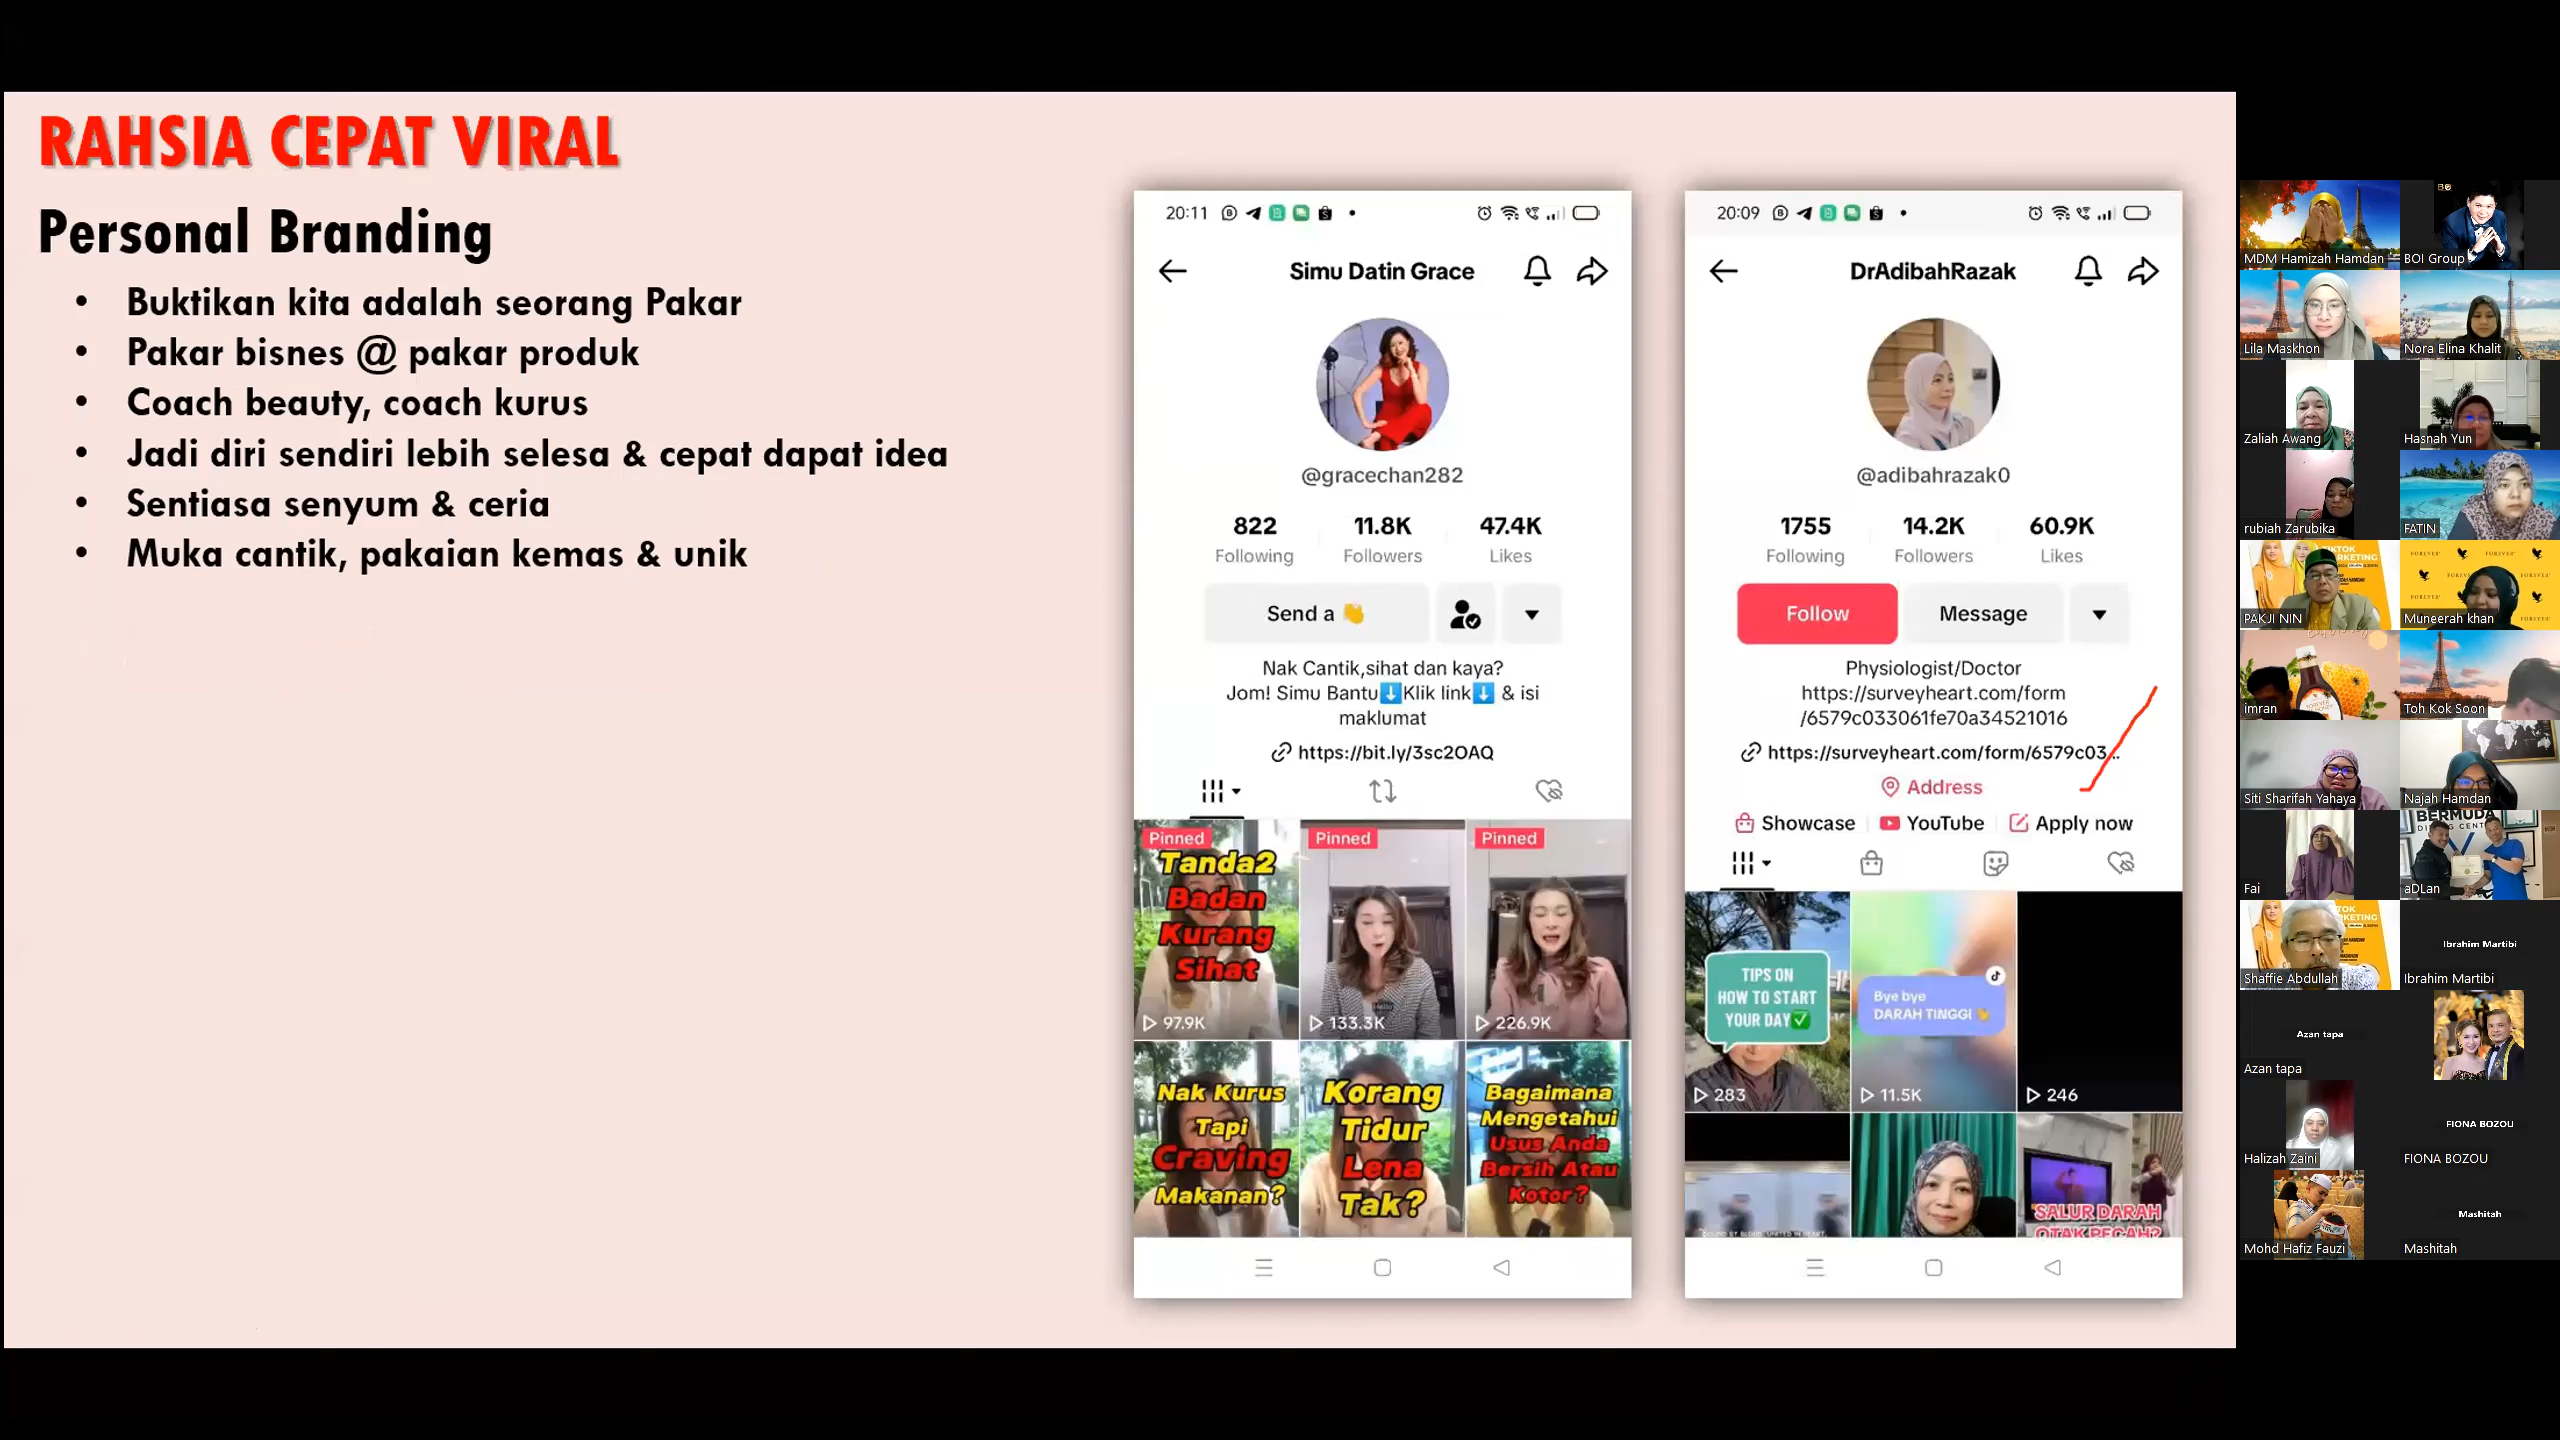 RAHSIA CEPAT VIRAL
Personal Branding
• Buktikan kita adalah seorang Pakar
• Pakar bisnes @ pakar produk
• Coach beauty, coach kurus
• Jadi diri sendiri lebih selesa & cepat dapat idea
• Sentiasa senyum & ceria
• Muka cantik, pakaian kemas & unik
20:11
Simu Datin Grace
@gracechan282
822 11.8K 47.4K
Following Followers Likes
Send a 👋
Nak Cantik,sihat dan kaya?
Jom! Simu Bantu⬇️Klik link⬇️ & isi
maklumat
https://bit.ly/3sc2OAQ
Pinned Pinned Pinned
Tanda2
Badan
Kurang
Sihat
97.9K 133.3K 226.9K
Nak Kurus
Tapi
Craving
Makanan?
Korang
Tidur
Lena
Tak?
Bagaimana
Mengetahui
Usus Anda
Bersih Atau
Kotor?
20:09
DrAdibahRazak
@adibahrazak0
1755 14.2K 60.9K
Following Followers Likes
Follow Message
Physiologist/Doctor
https://surveyheart.com/form
/6579c033061fe70a34521016
https://surveyheart.com/form/6579c03...
Address
Showcase YouTube Apply now
TIPS ON
HOW TO START
YOUR DAY✅
Bye bye
DARAH TINGGI 👋
283 11.5K 246
SALUR DARAH
OTAK PECAH?
MDM Hamizah Hamdan
BOI Group
Lila Maskhon
Nora Elina Khalit
Zaliah Awang
Hasnah Yun
rubiah Zarubika
FATIN
PAKJI NIN
Muneerah khan
imran
Toh Kok Soon
Siti Sharifah Yahaya
Najah Hamdan
BERMUDA
Fai
aDLan
Shaffie Abdullah
Ibrahim Martibi
Ibrahim Martibi
Azan tapa
Azan tapa
Halizah Zaini
FIONA BOZOU
FIONA BOZOU
Mohd Hafiz Fauzi
Mashitah
Mashitah